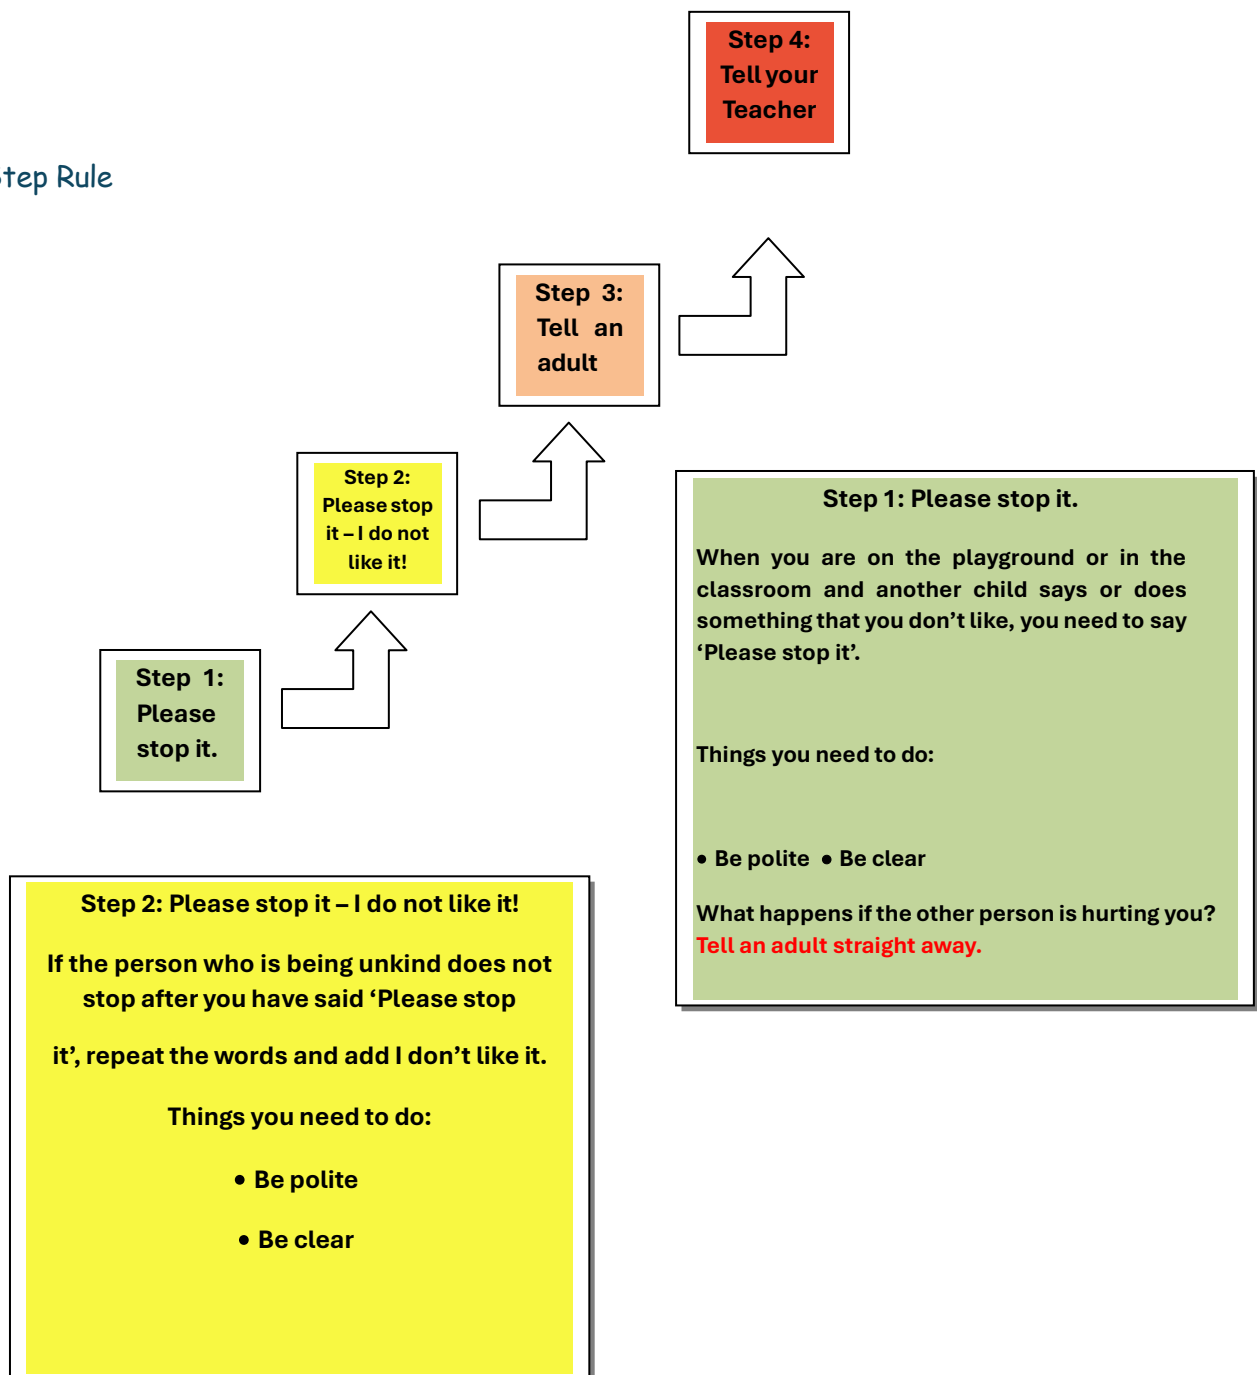 Step 4:
Tell your
Teacher
Step Rule
Step 3:
Tell an
adult
Step 2:
Please stop
it – I do not
like it!
Step 1:
Please
stop it.
Step 1: Please stop it.
When you are on the playground or in the
classroom and another child says or does
something that you don’t like, you need to say
‘Please stop it’.
Things you need to do:
• Be polite • Be clear
What happens if the other person is hurting you?
Tell an adult straight away.
Step 2: Please stop it – I do not like it!
If the person who is being unkind does not
stop after you have said ‘Please stop
it’, repeat the words and add I don’t like it.
Things you need to do:
• Be polite
• Be clear